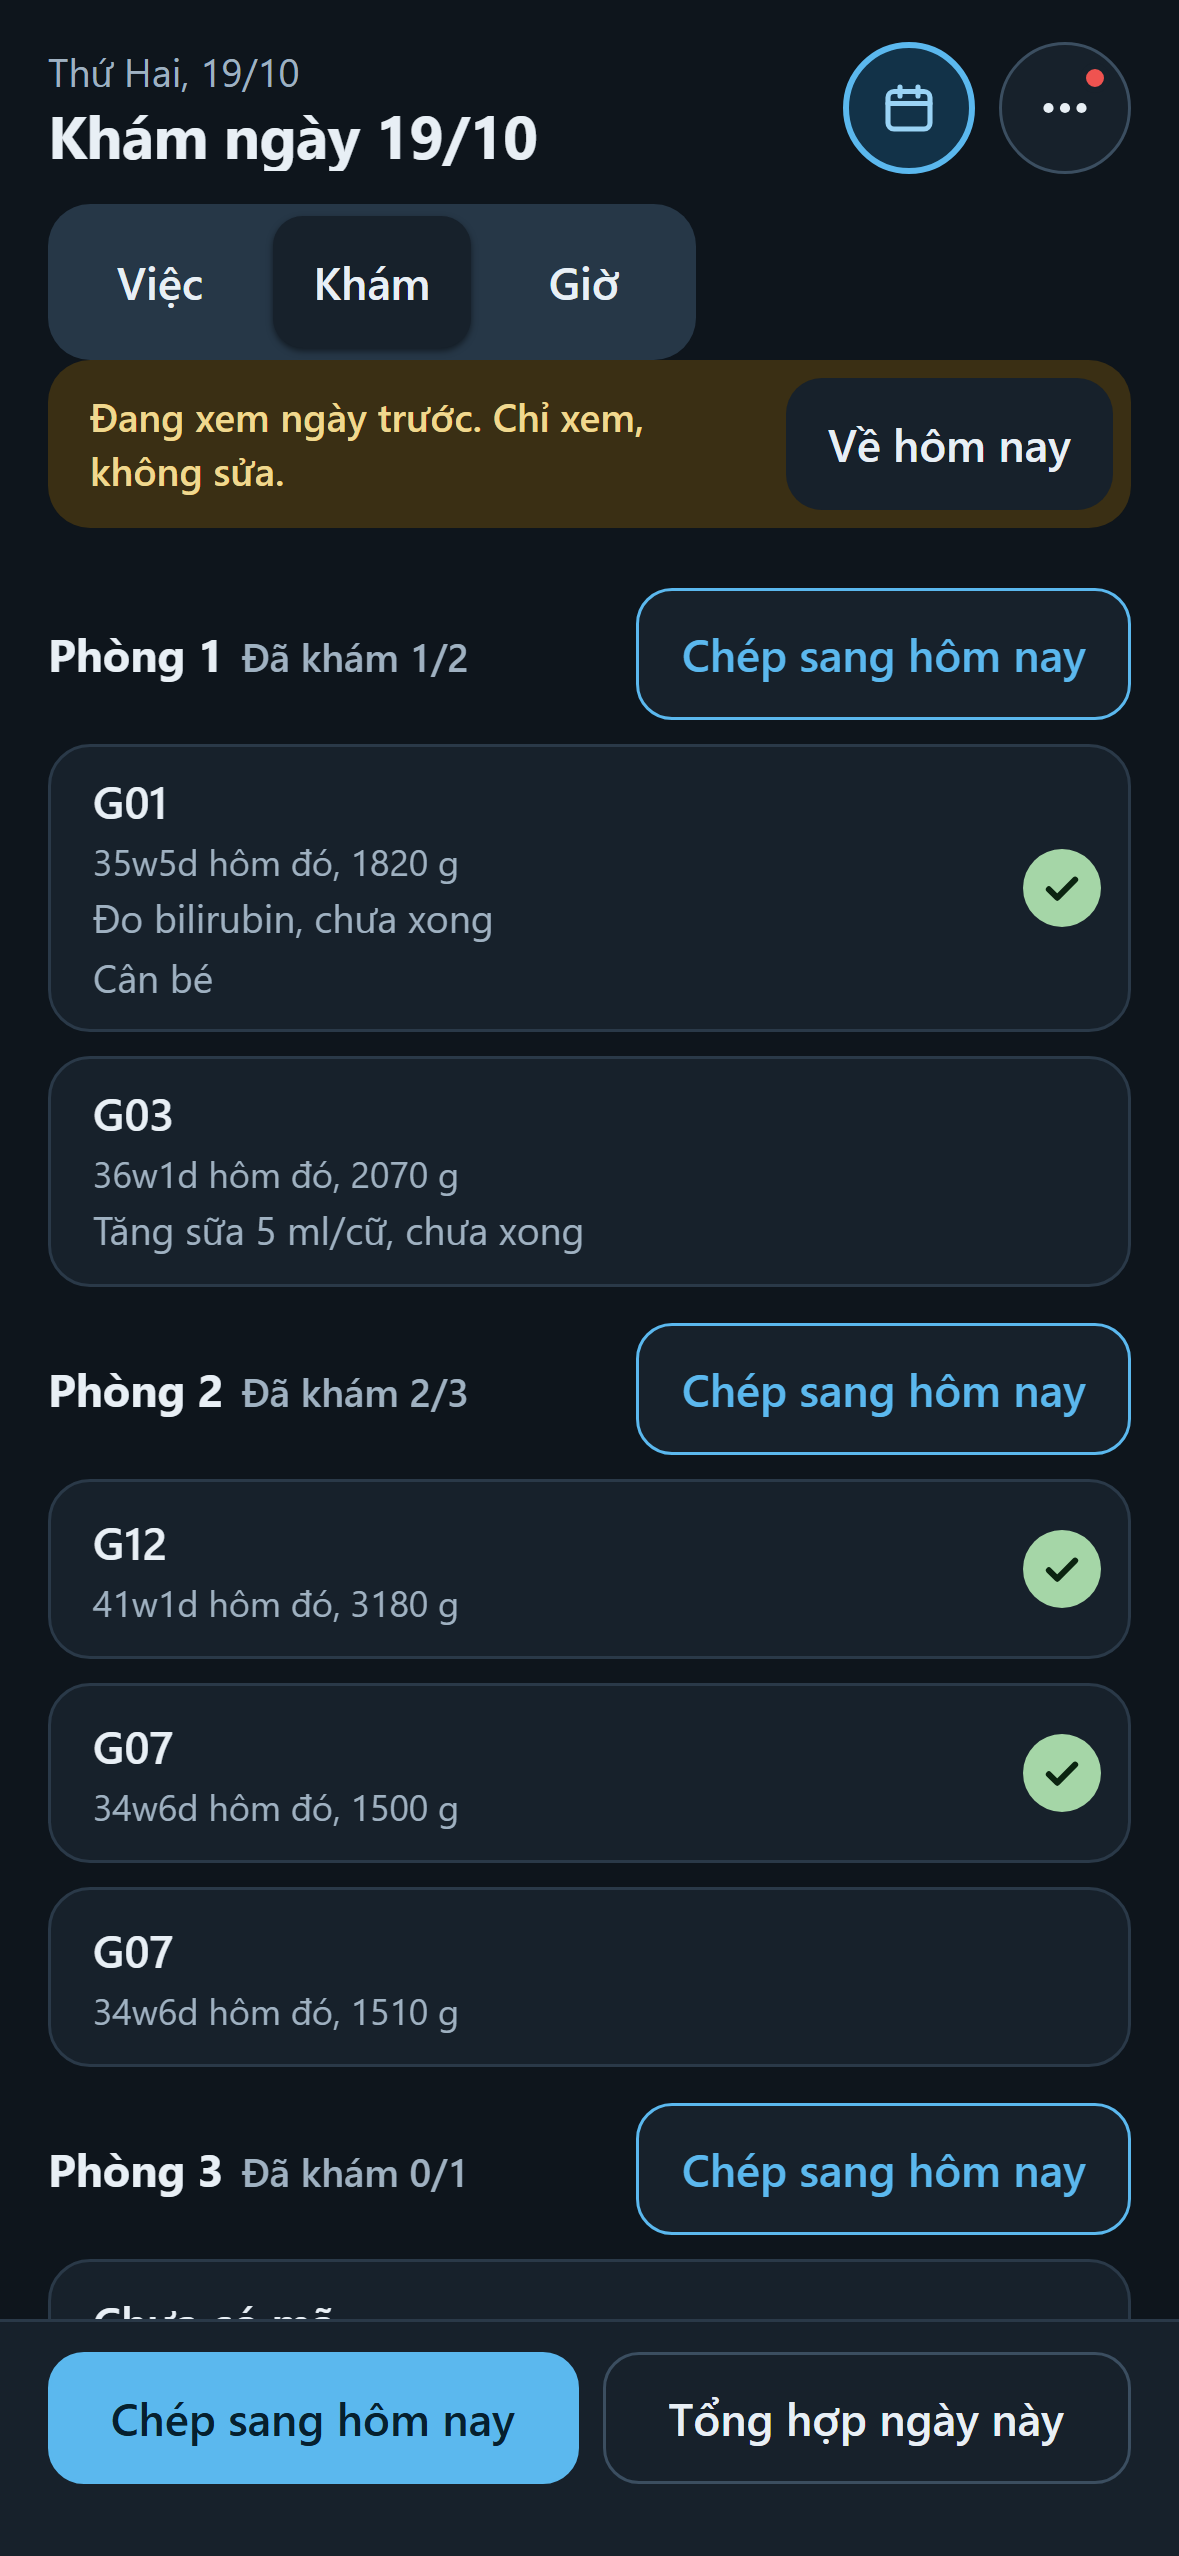 Thứ Hai, 19/10
Khám ngày 19/10
Việc
Khám
Giờ
Đang xem ngày trước. Chỉ xem,
không sửa.
Về hôm nay
Phòng 1 Đã khám 1/2
Chép sang hôm nay
G01
35w5d hôm đó, 1820 g
Đo bilirubin, chưa xong
Cân bé
G03
36w1d hôm đó, 2070 g
Tăng sữa 5 ml/cữ, chưa xong
Phòng 2 Đã khám 2/3
Chép sang hôm nay
G12
41w1d hôm đó, 3180 g
G07
34w6d hôm đó, 1500 g
G07
34w6d hôm đó, 1510 g
Phòng 3 Đã khám 0/1
Chép sang hôm nay
Chưa có mã
Chép sang hôm nay
Tổng hợp ngày này